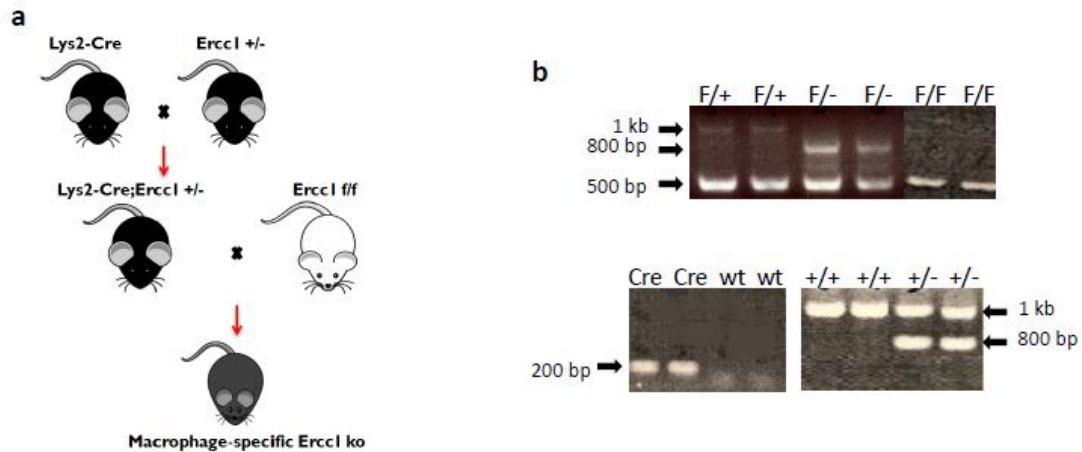 a
Lys2-Cre Ercc1 +/-
Lys2-Cre;Ercc1 +/- Ercc1 f/f
Macrophage-specific Ercc1 ko
b
F/+ F/+ F/- F/- F/F F/F
1 kb
800 bp
500 bp
Cre Cre wt wt
200 bp
+/+ +/+ +/- +/-
1 kb
800 bp